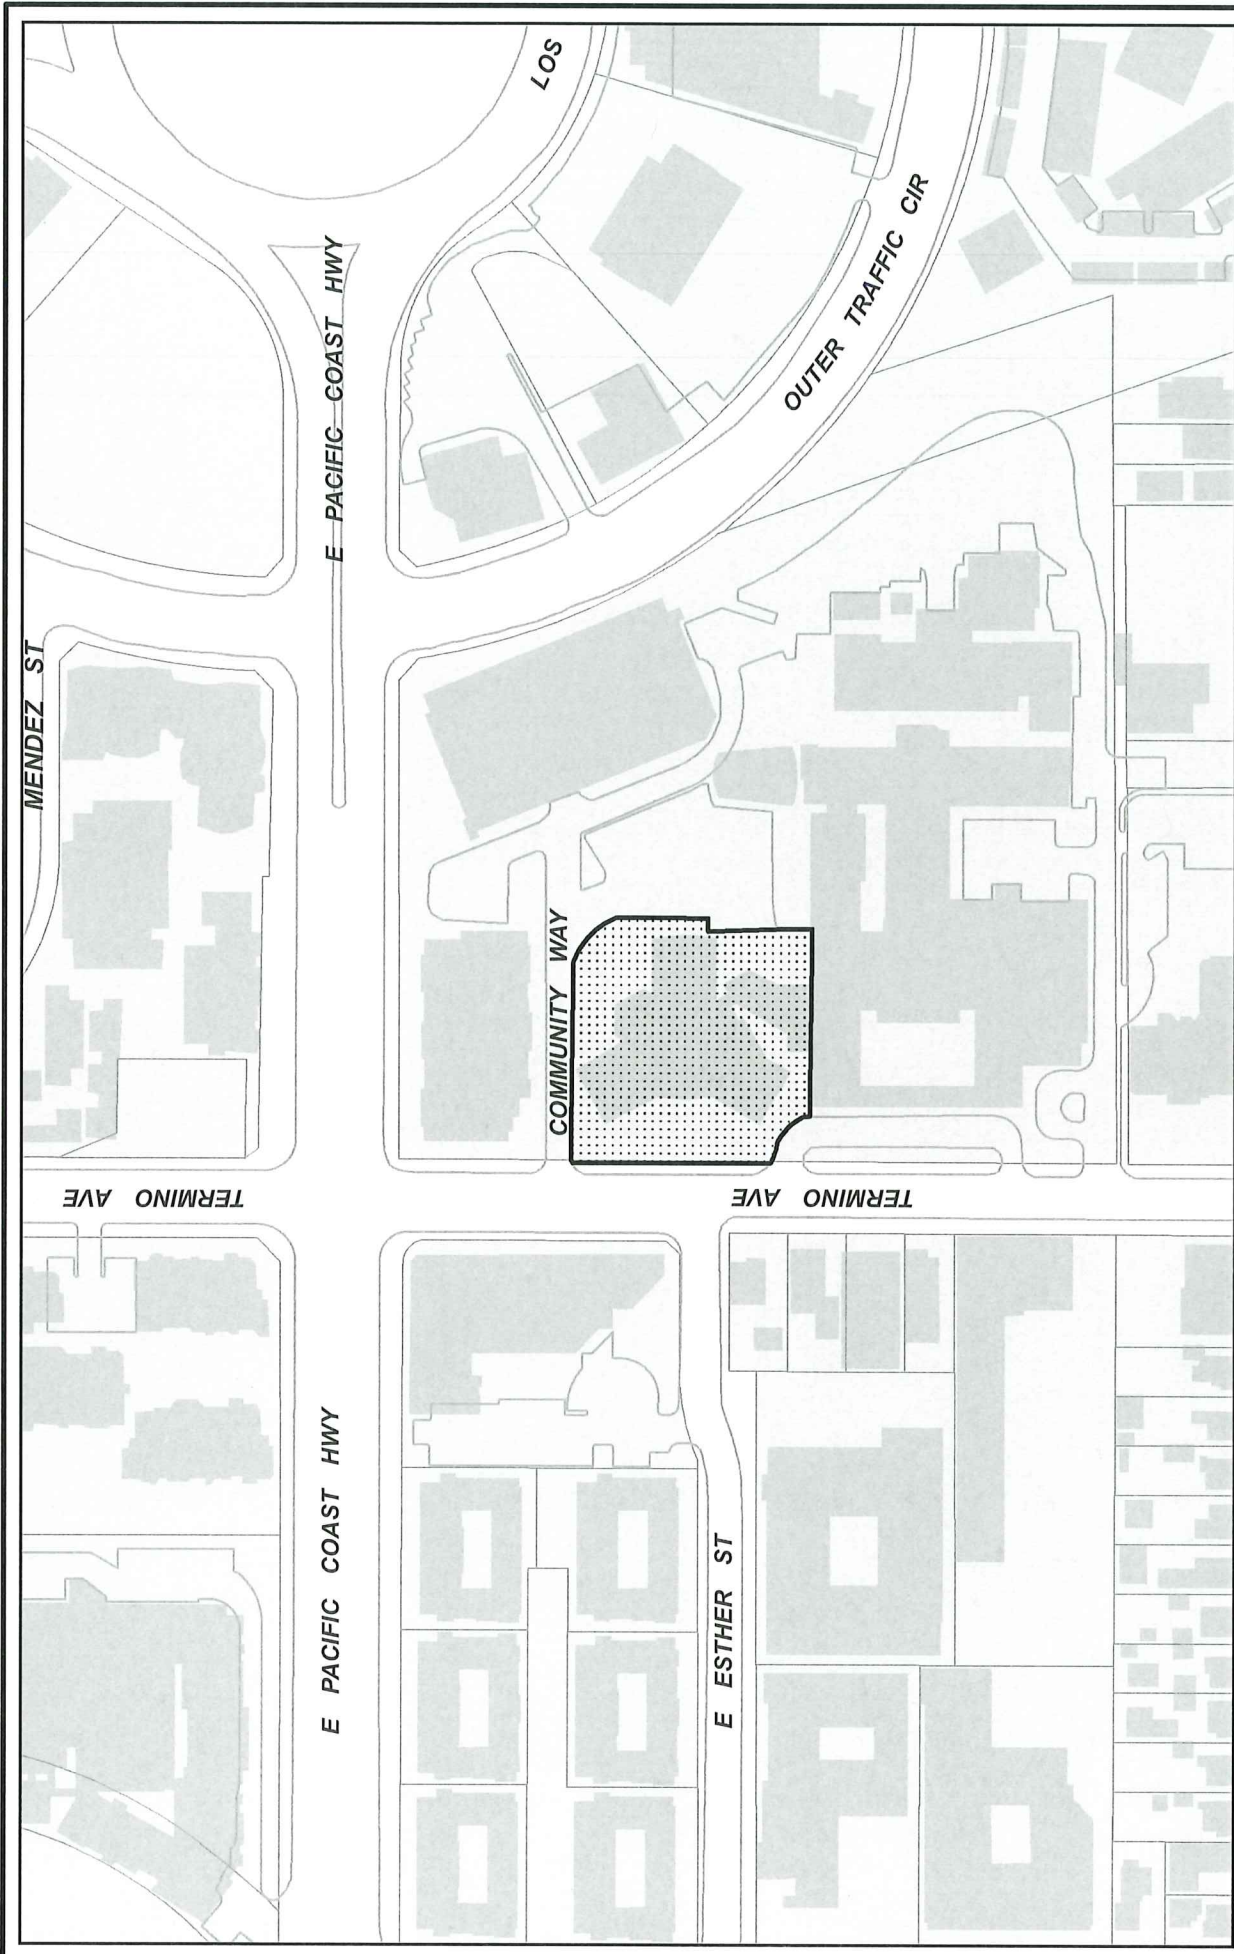 LOS
E PACIFIC COAST HWY
OUTER TRAFFIC CIR
MENDEZ ST
COMMUNITY WAY
TERMINO AVE
TERMINO AVE
E PACIFIC COAST HWY
E ESTHER ST